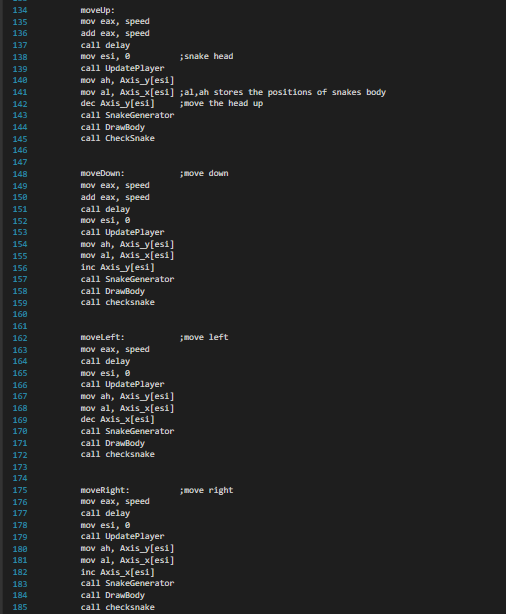 134 moveUp:
135 mov eax, speed
136 add eax, speed
137 call delay
138 mov esi, 0 ;snake head
139 call UpdatePlayer
140 mov ah, Axis_y[esi]
141 mov al, Axis_x[esi] ;al,ah stores the positions of snakes body
142 dec Axis_y[esi] ;move the head up
143 call SnakeGenerator
144 call DrawBody
145 call CheckSnake
146
147
148 moveDown: ;move down
149 mov eax, speed
150 add eax, speed
151 call delay
152 mov esi, 0
153 call UpdatePlayer
154 mov ah, Axis_y[esi]
155 mov al, Axis_x[esi]
156 inc Axis_y[esi]
157 call SnakeGenerator
158 call DrawBody
159 call checksnake
160
161
162 moveLeft: ;move left
163 mov eax, speed
164 call delay
165 mov esi, 0
166 call UpdatePlayer
167 mov ah, Axis_y[esi]
168 mov al, Axis_x[esi]
169 dec Axis_x[esi]
170 call SnakeGenerator
171 call DrawBody
172 call checksnake
173
174
175 moveRight: ;move right
176 mov eax, speed
177 call delay
178 mov esi, 0
179 call UpdatePlayer
180 mov ah, Axis_y[esi]
181 mov al, Axis_x[esi]
182 inc Axis_x[esi]
183 call SnakeGenerator
184 call DrawBody
185 call checksnake